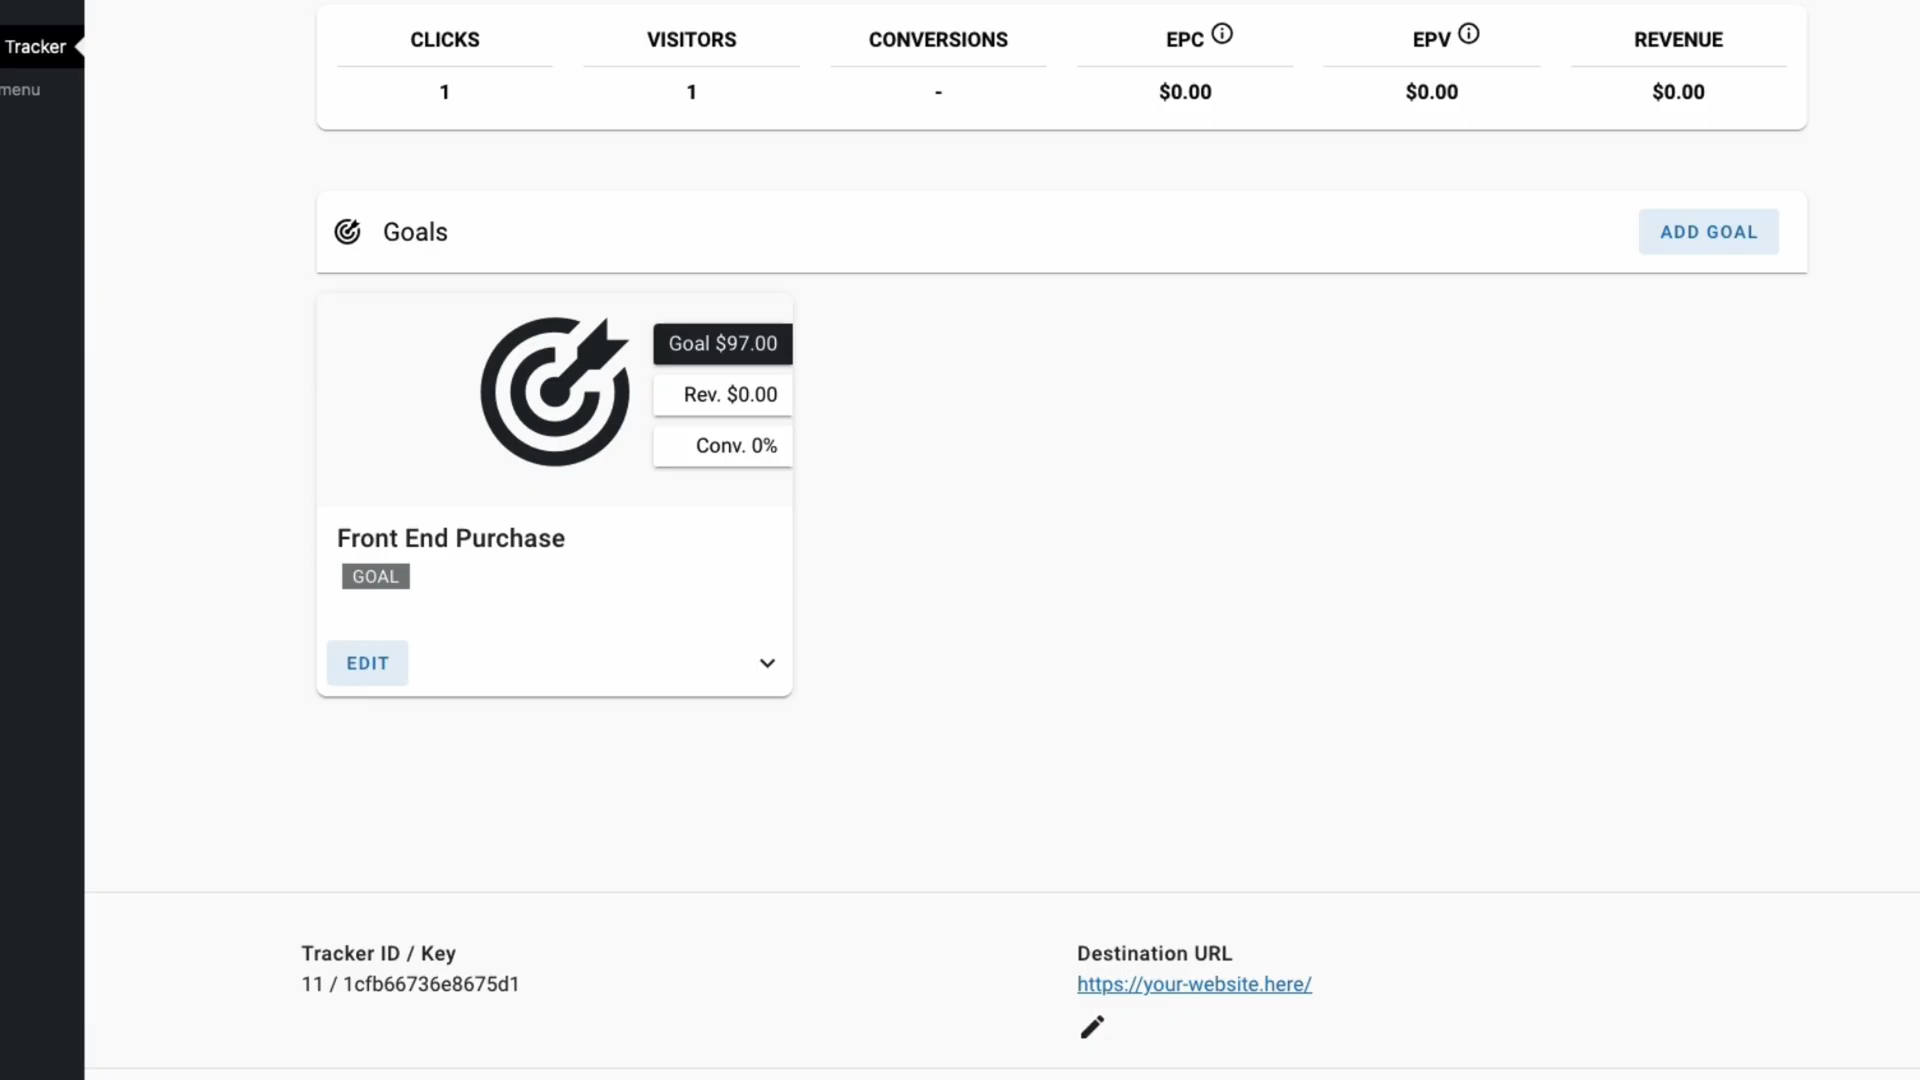 Tracker
menu
CLICKS VISITORS CONVERSIONS EPC EPV REVENUE
1 1 - $0.00 $0.00 $0.00
Goals ADD GOAL
Goal $97.00
Rev. $0.00
Conv. 0%
Front End Purchase
GOAL
EDIT
Tracker ID / Key Destination URL
11 / 1cfb66736e8675d1 https://your-website.here/